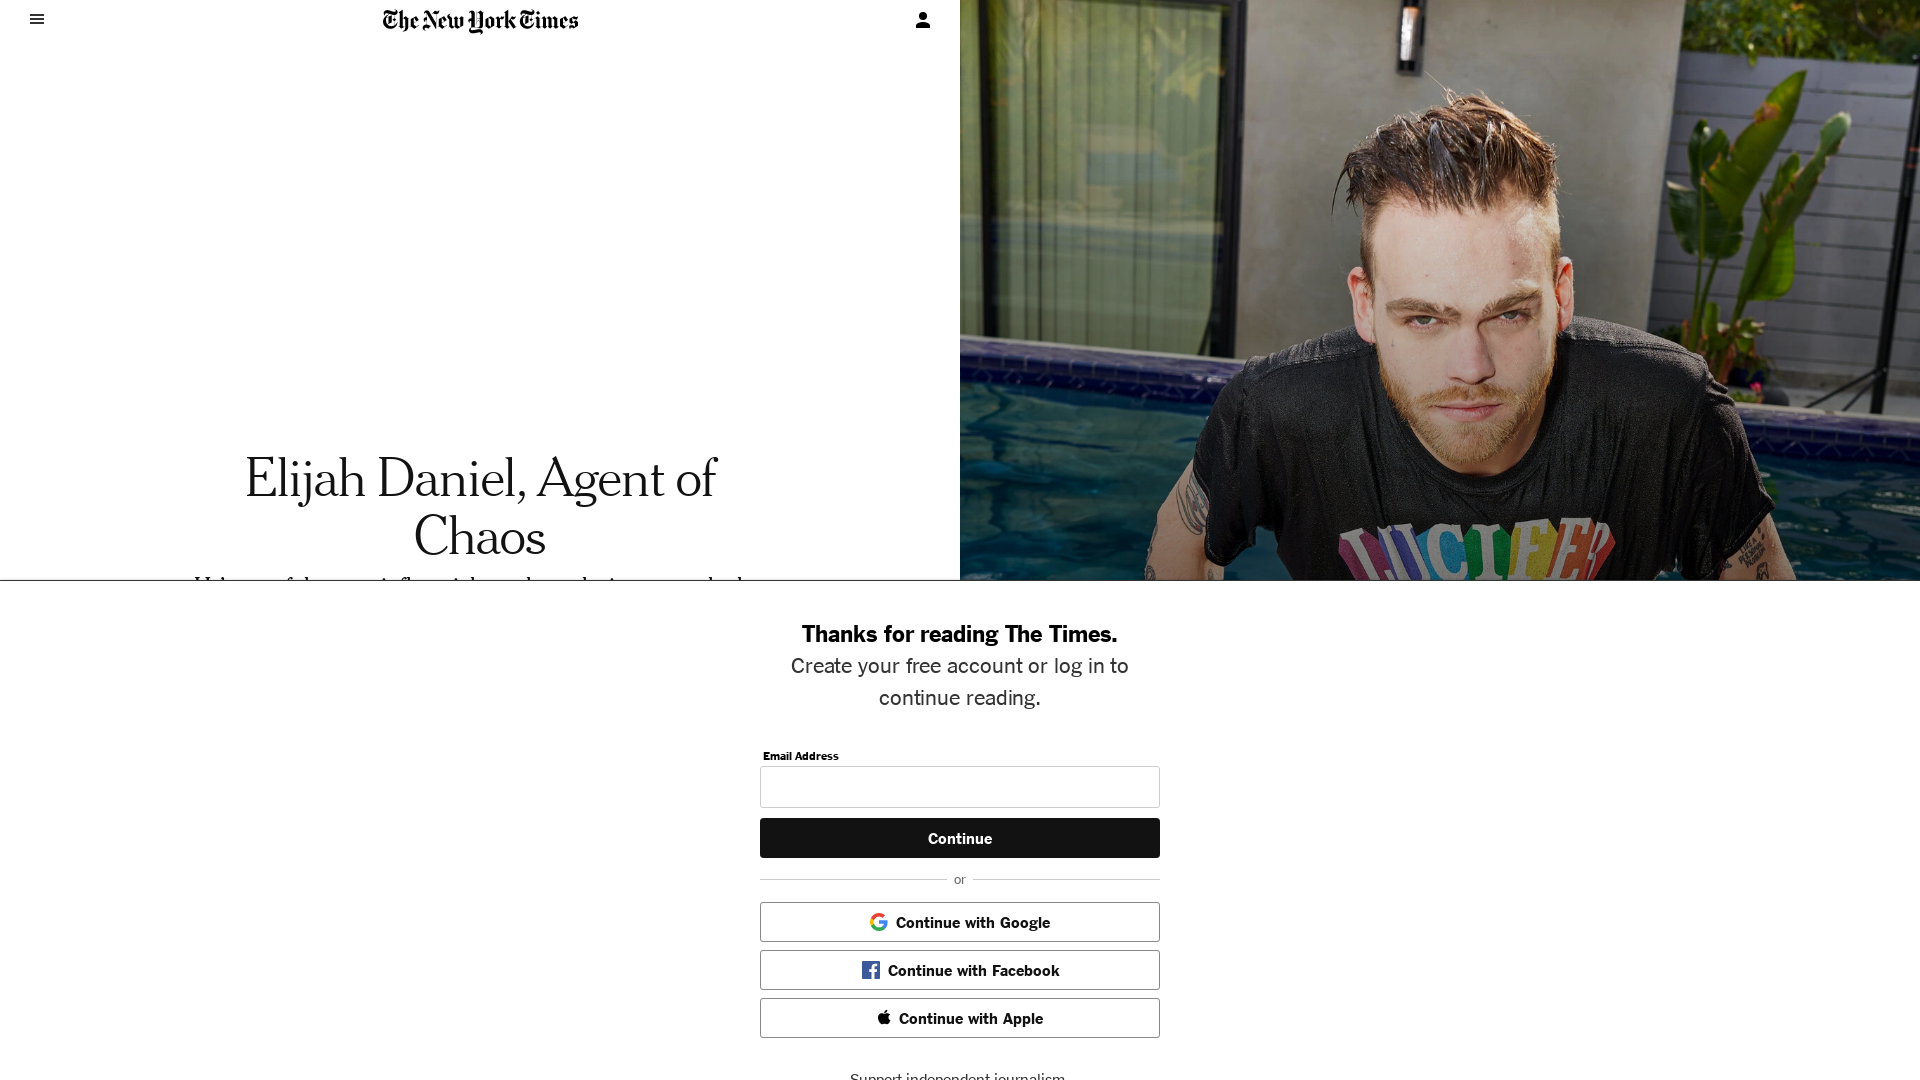 The New York Times
Elijah Daniel, Agent of
Chaos
LUCIFER
Thanks for reading The Times.
Create your free account or log in to
continue reading.
Email Address
Continue
or
Continue with Google
Continue with Facebook
Continue with Apple
Support independent journalism